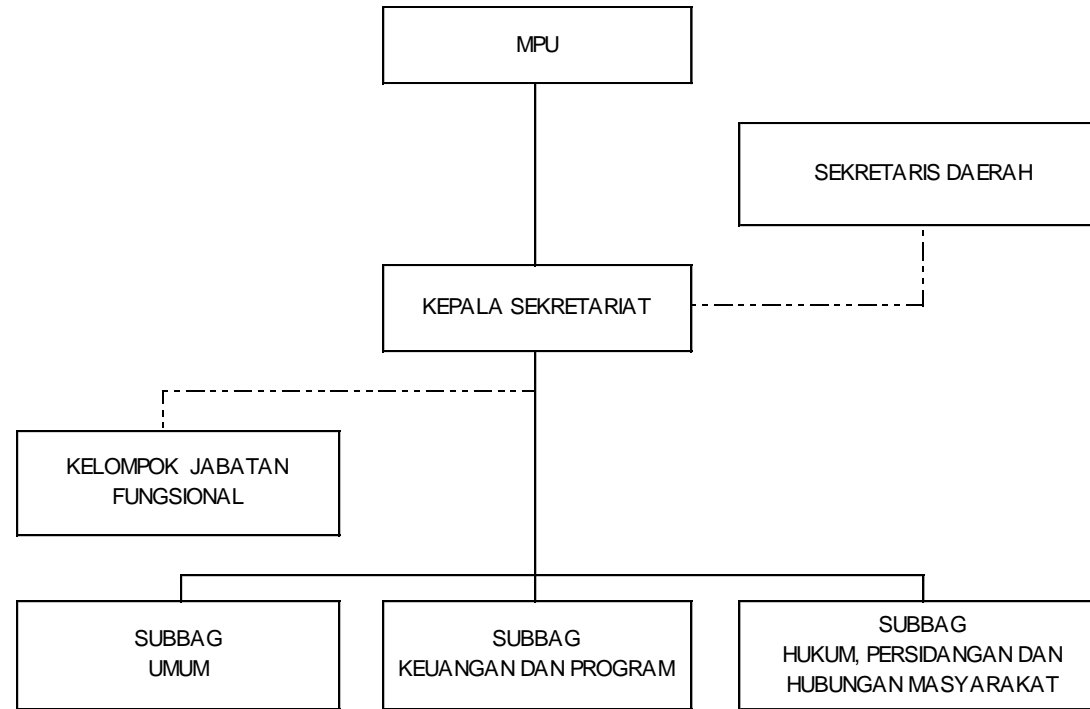 MPU
SEKRETARIS DAERAH
KEPALA SEKRETARIAT
KELOMPOK JABATAN
FUNGSIONAL
SUBBAG
UMUM
SUBBAG
KEUANGAN DAN PROGRAM
SUBBAG
HUKUM, PERSIDANGAN DAN
HUBUNGAN MASYARAKAT